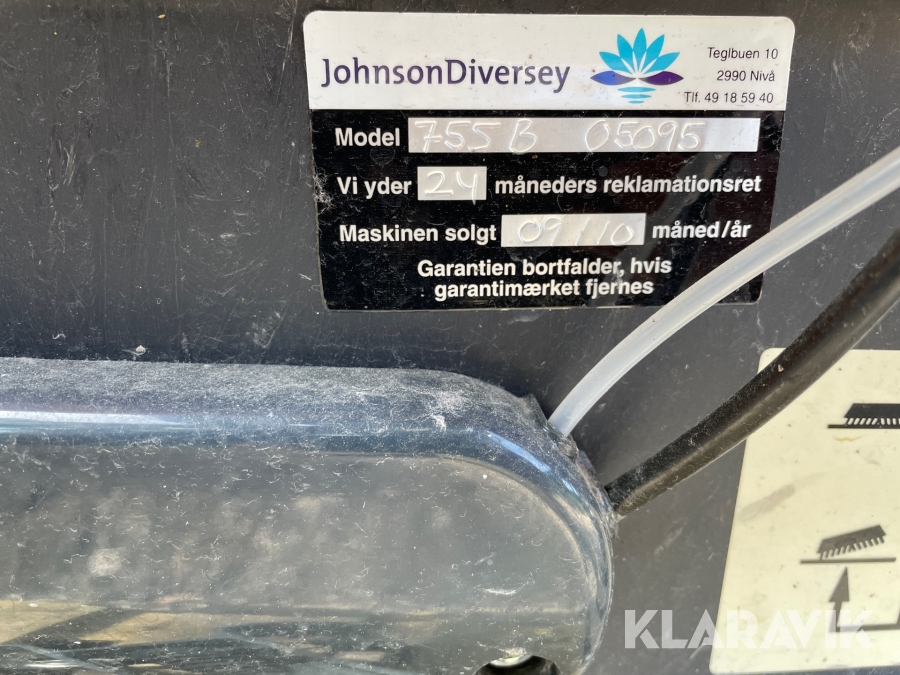 JohnsonDiversey
Teglbuen 10
2990 Nivå
Tlf. 49 18 59 40
Model 755 B 05095
Vi yder 24 måneders reklamationsret
Maskinen solgt 09/10 måned/år
Garantien bortfalder, hvis
garantimærket fjernes
KLARAVIK